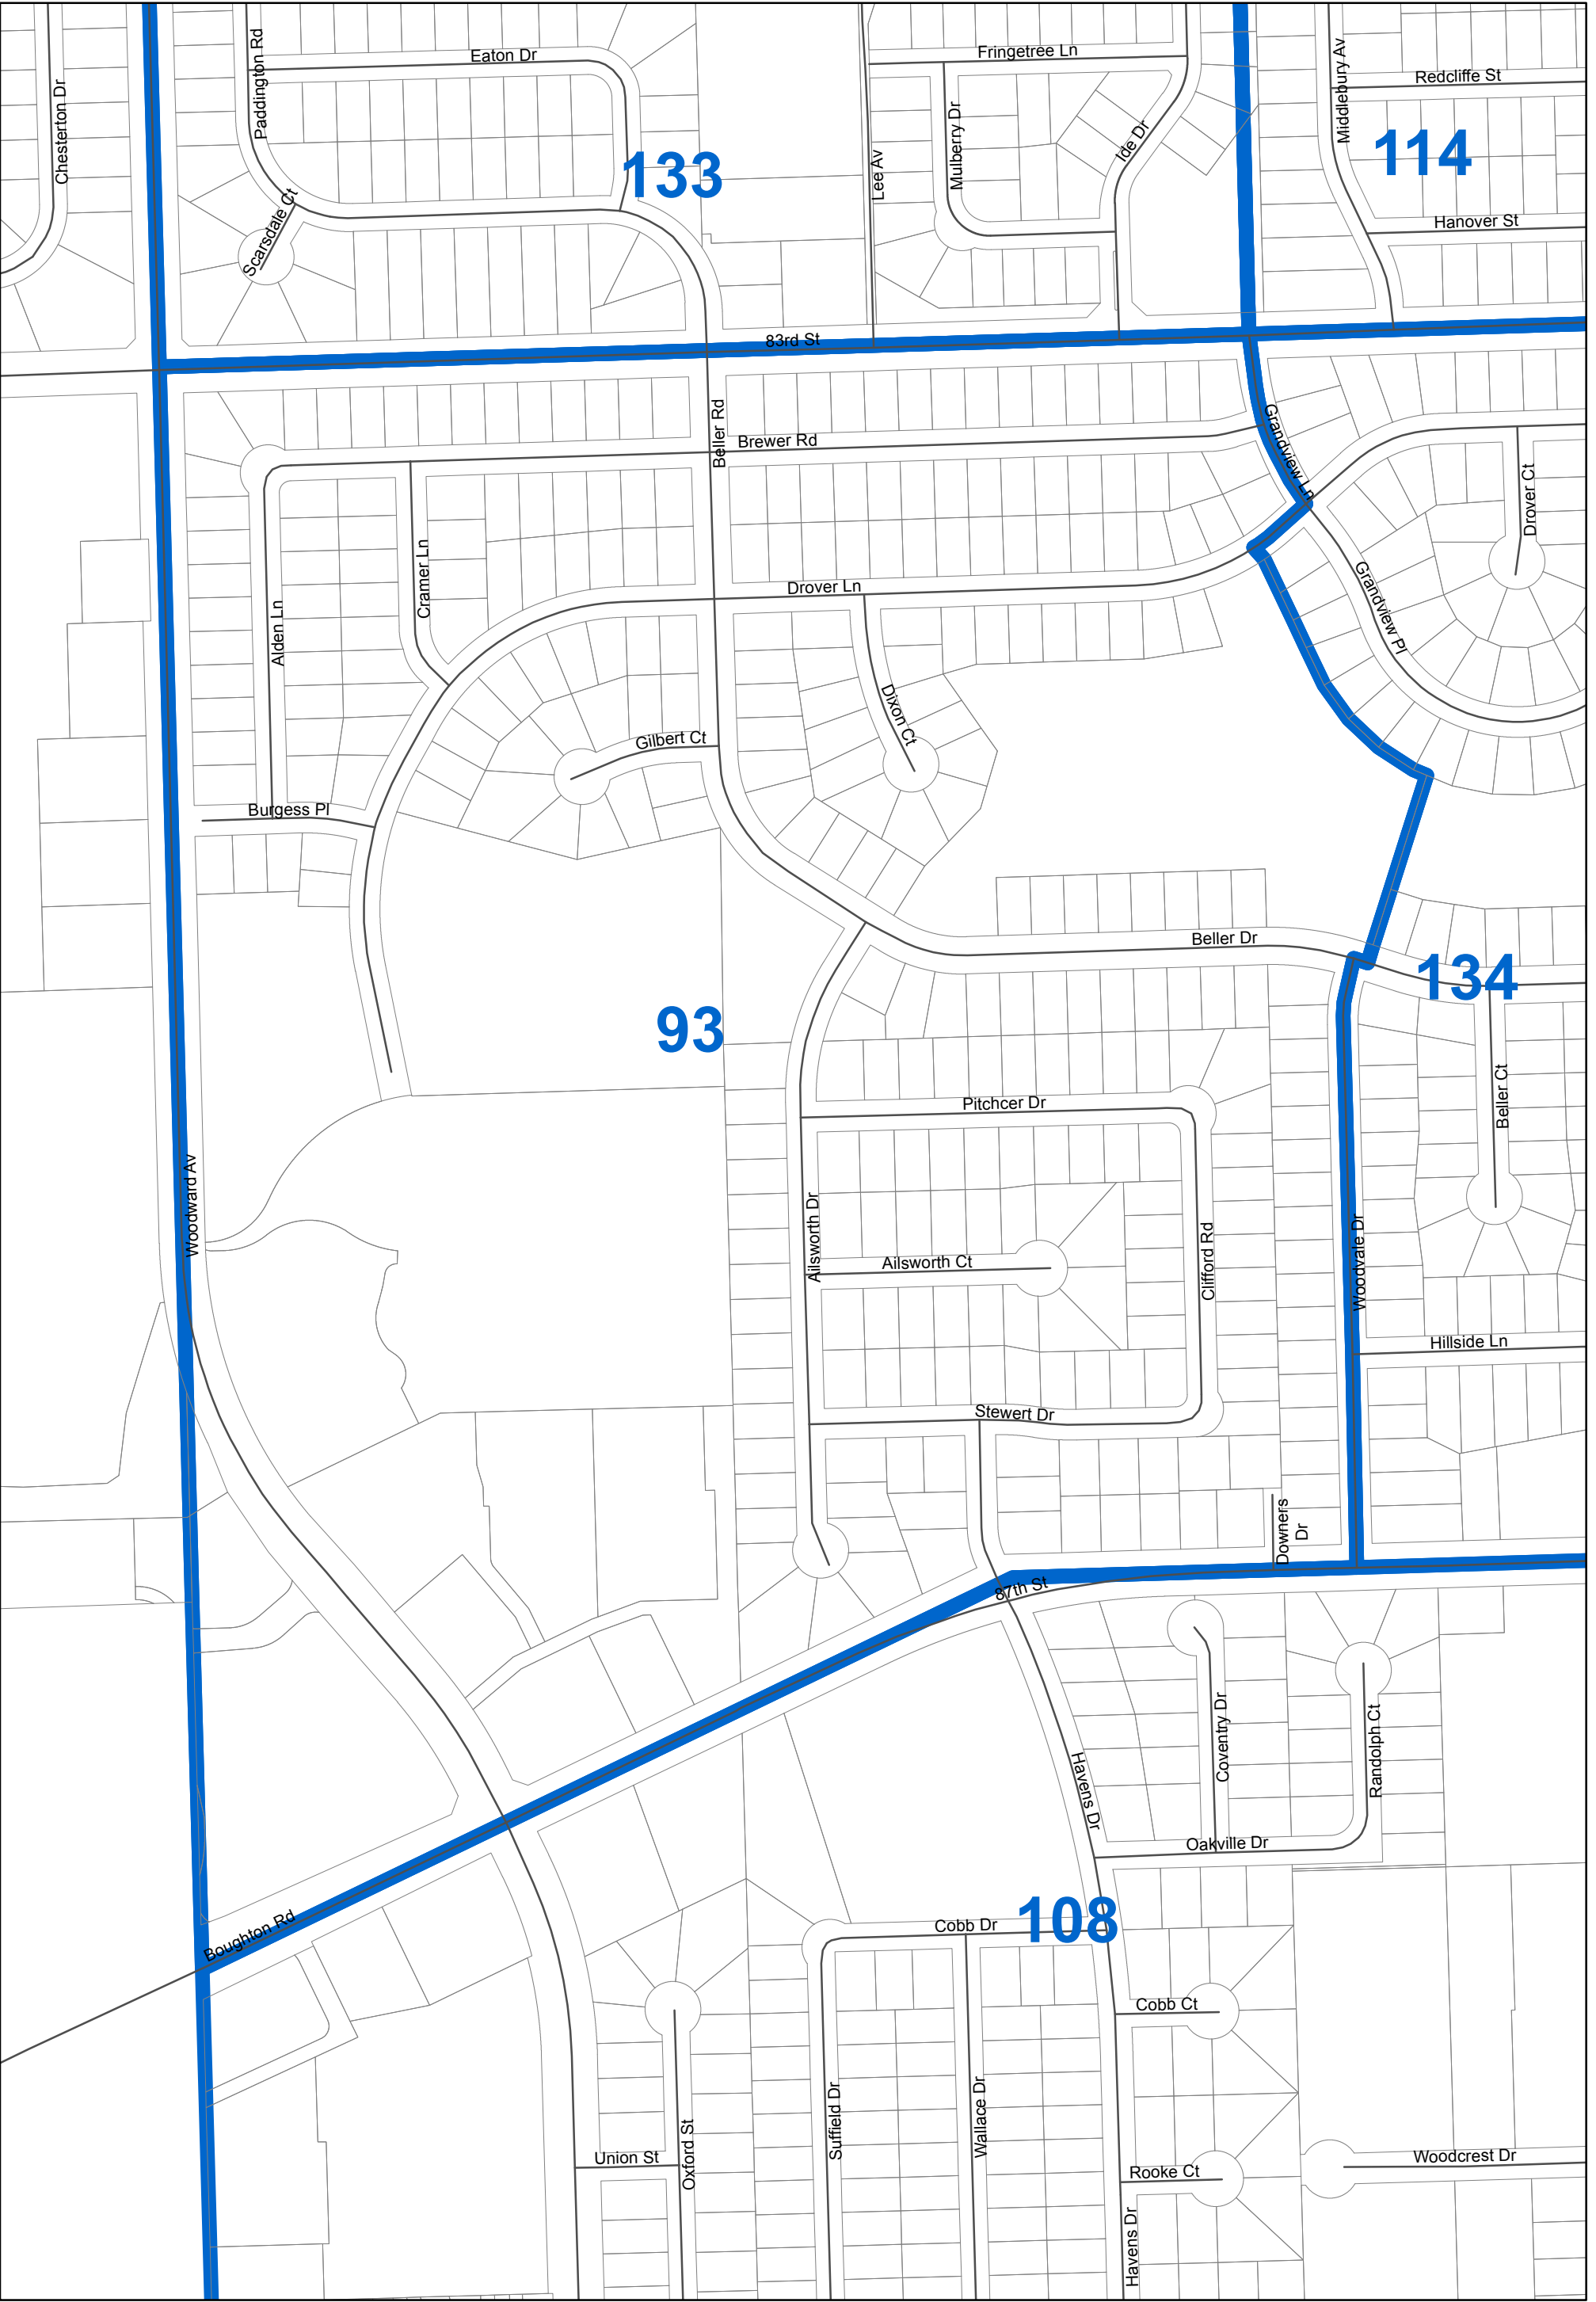 Eaton Dr
Paddington Rd
Chesterton Dr
Scarsdale Ct
133
Fringetree Ln
Lee Av
Mulberry Dr
Ide Dr
Middlebury Av
Redcliffe St
114
Hanover St
83rd St
Beller Rd
Brewer Rd
Grandview Ln
Drover Ct
Cramer Ln
Alden Ln
Drover Ln
Grandview Pl
Dixon Ct
Gilbert Ct
Burgess Pl
Beller Dr
134
93
Pitchcer Dr
Beller Ct
Woodward Av
Ailsworth Dr
Ailsworth Ct
Clifford Rd
Woodvale Dr
Hillside Ln
Stewert Dr
Downers
Dr
87th St
Coventry Dr
Randolph Ct
Havens Dr
Oakville Dr
Boughton Rd
Cobb Dr
108
Cobb Ct
Suffield Dr
Wallace Dr
Oxford St
Union St
Rooke Ct
Woodcrest Dr
Havens Dr